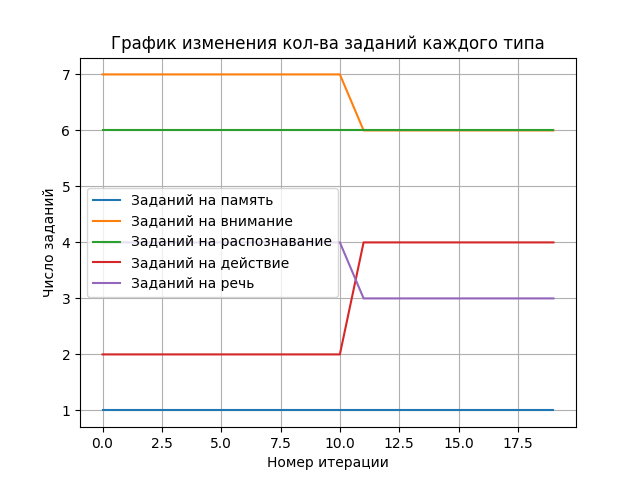 График изменения кол-ва заданий каждого типа
Число заданий
7
6
5
4
3
2
1
Заданий на память
Заданий на внимание
Заданий на распознавание
Заданий на действие
Заданий на речь
0.0 2.5 5.0 7.5 10.0 12.5 15.0 17.5
Номер итерации